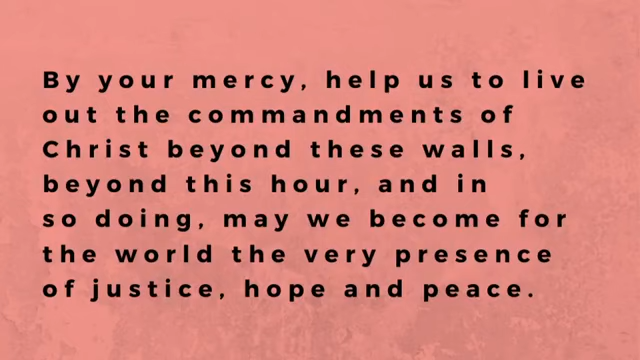 By your mercy, help us to live
out the commandments of
Christ beyond these walls,
beyond this hour, and in
so doing, may we become for
the world the very presence
of justice, hope and peace.